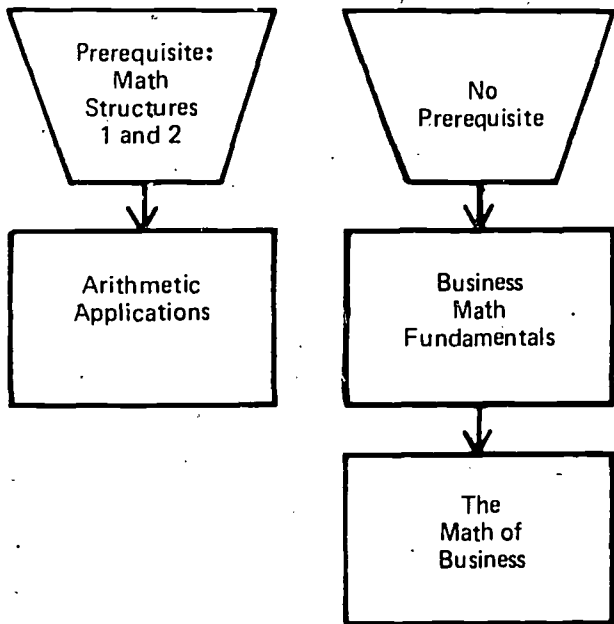 Prerequisite:
Math
Structures
1 and 2
Arithmetic
Applications
No
Prerequisite
Business
Math
Fundamentals
The
Math of
Business